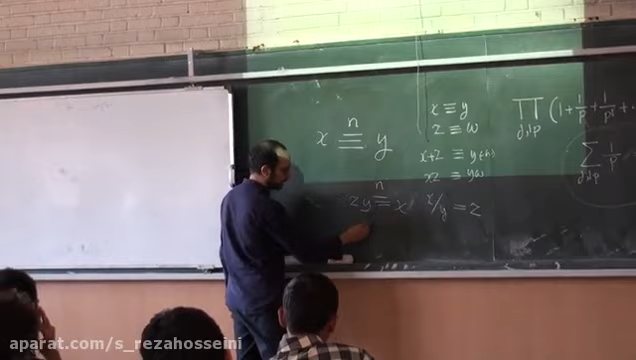 x ≡ y
z ≡ w
x+z ≡ y+w
xz ≡ yw
n
x ≡ y
n
zy ≡ x
x/y = z
∏ (1+1/p+1/p²+
∑ 1/p
aparat.com/s_rezahosseini